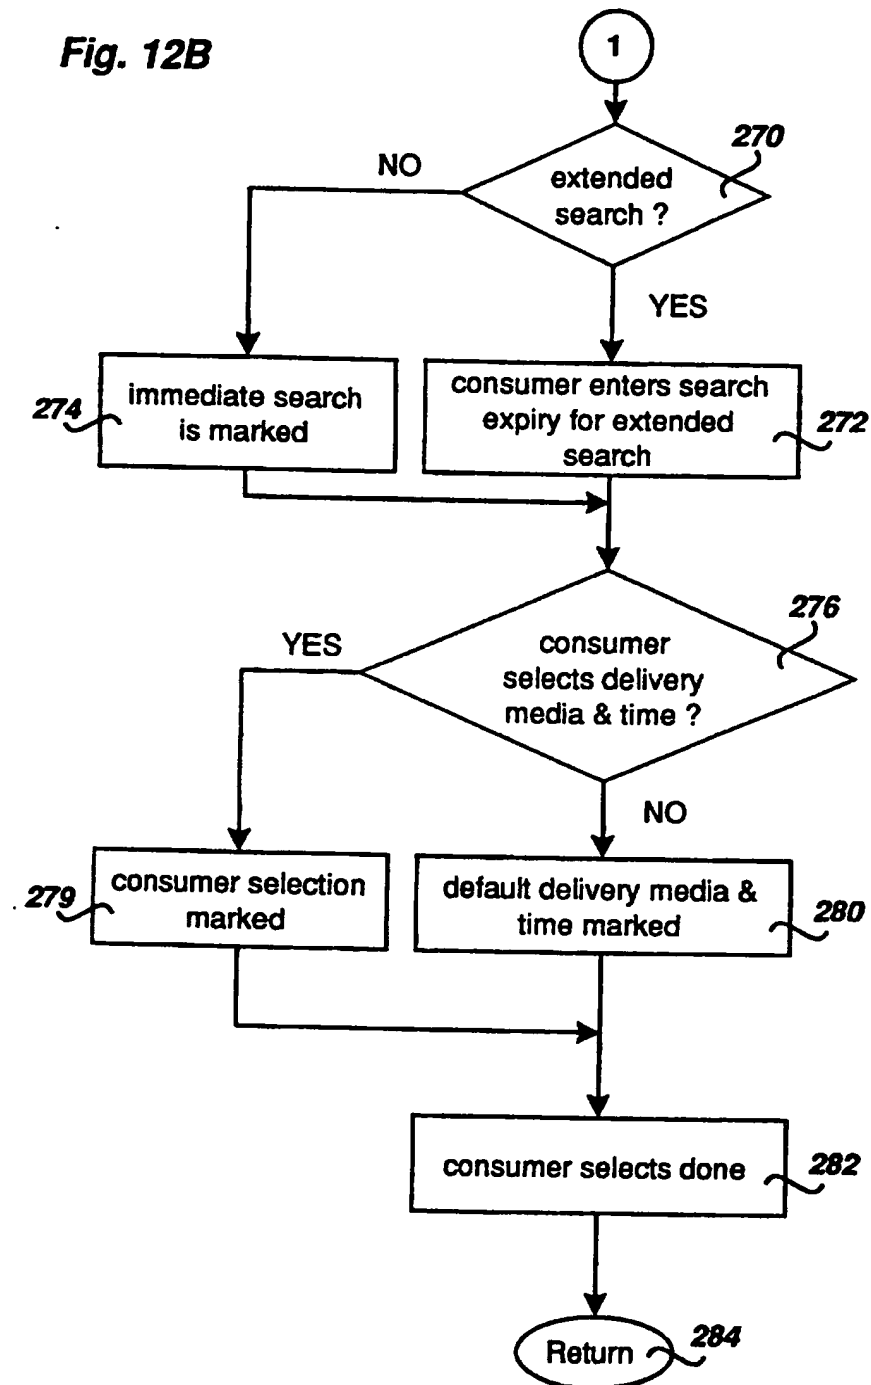 Fig. 12B
1
270
extended
search ?
NO
YES
274
immediate search
is marked
consumer enters search
expiry for extended
search
272
276
consumer
selects delivery
media & time ?
YES
NO
279
consumer selection
marked
default delivery media &
time marked
280
consumer selects done
282
Return
284